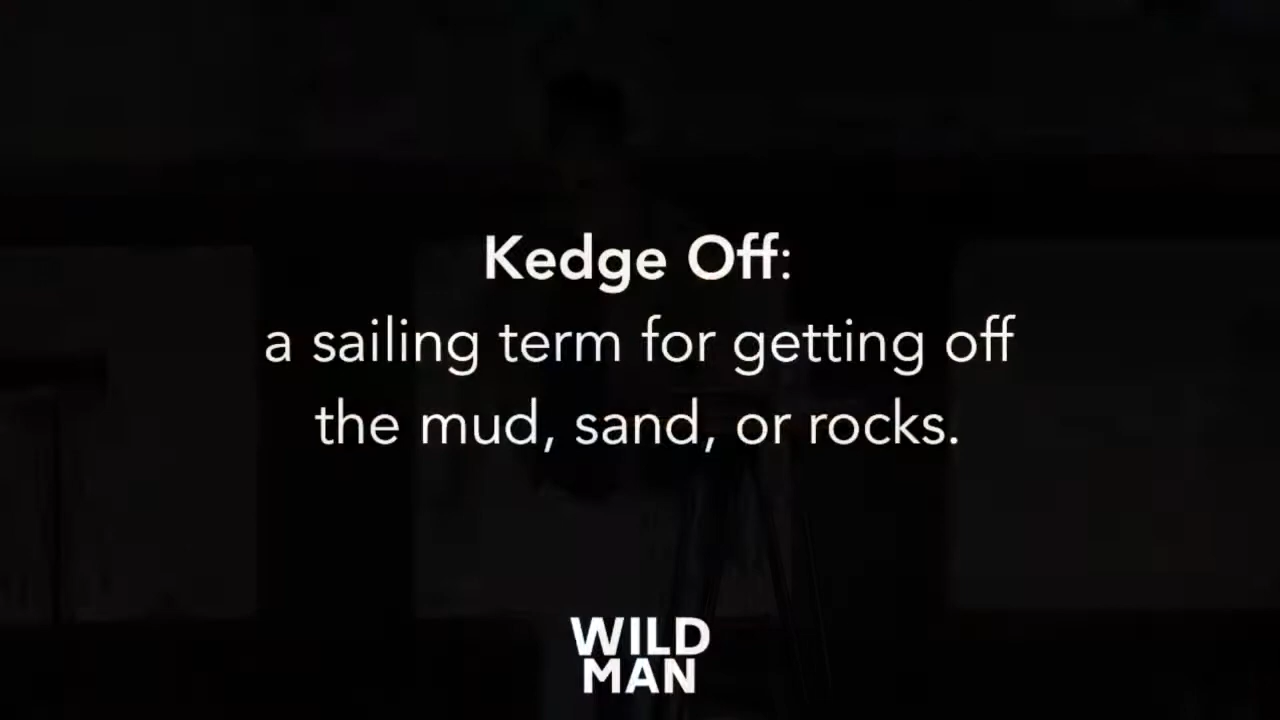 Kedge Off:
a sailing term for getting off
the mud, sand, or rocks.
WILD
MAN